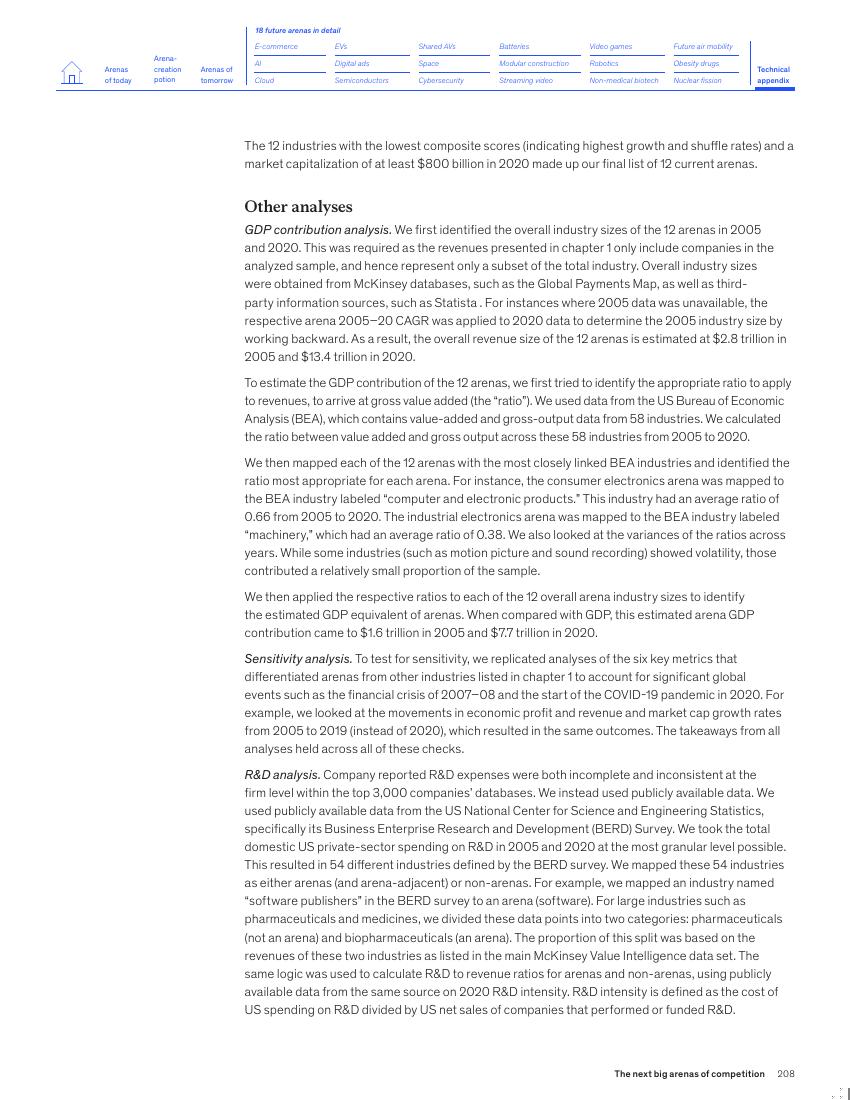 18 future arenas in detail
Arenas
of today
Arena-
creation
potion
Arenas of
tomorrow
E-commerce
EVs
Shared AVs
Batteries
Video games
Future air mobility
AI
Digital ads
Space
Modular construction
Robotics
Obesity drugs
Cloud
Semiconductors
Cybersecurity
Streaming video
Non-medical biotech
Nuclear fission
Technical
appendix
The 12 industries with the lowest composite scores (indicating highest growth and shuffle rates) and a
market capitalization of at least $800 billion in 2020 made up our final list of 12 current arenas.
Other analyses
GDP contribution analysis. We first identified the overall industry sizes of the 12 arenas in 2005
and 2020. This was required as the revenues presented in chapter 1 only include companies in the
analyzed sample, and hence represent only a subset of the total industry. Overall industry sizes
were obtained from McKinsey databases, such as the Global Payments Map, as well as third-
party information sources, such as Statista . For instances where 2005 data was unavailable, the
respective arena 2005–20 CAGR was applied to 2020 data to determine the 2005 industry size by
working backward. As a result, the overall revenue size of the 12 arenas is estimated at $2.8 trillion in
2005 and $13.4 trillion in 2020.
To estimate the GDP contribution of the 12 arenas, we first tried to identify the appropriate ratio to apply
to revenues, to arrive at gross value added (the “ratio”). We used data from the US Bureau of Economic
Analysis (BEA), which contains value-added and gross-output data from 58 industries. We calculated
the ratio between value added and gross output across these 58 industries from 2005 to 2020.
We then mapped each of the 12 arenas with the most closely linked BEA industries and identified the
ratio most appropriate for each arena. For instance, the consumer electronics arena was mapped to
the BEA industry labeled “computer and electronic products.” This industry had an average ratio of
0.66 from 2005 to 2020. The industrial electronics arena was mapped to the BEA industry labeled
“machinery,” which had an average ratio of 0.38. We also looked at the variances of the ratios across
years. While some industries (such as motion picture and sound recording) showed volatility, those
contributed a relatively small proportion of the sample.
We then applied the respective ratios to each of the 12 overall arena industry sizes to identify
the estimated GDP equivalent of arenas. When compared with GDP, this estimated arena GDP
contribution came to $1.6 trillion in 2005 and $7.7 trillion in 2020.
Sensitivity analysis. To test for sensitivity, we replicated analyses of the six key metrics that
differentiated arenas from other industries listed in chapter 1 to account for significant global
events such as the financial crisis of 2007–08 and the start of the COVID-19 pandemic in 2020. For
example, we looked at the movements in economic profit and revenue and market cap growth rates
from 2005 to 2019 (instead of 2020), which resulted in the same outcomes. The takeaways from all
analyses held across all of these checks.
R&D analysis. Company reported R&D expenses were both incomplete and inconsistent at the
firm level within the top 3,000 companies’ databases. We instead used publicly available data. We
used publicly available data from the US National Center for Science and Engineering Statistics,
specifically its Business Enterprise Research and Development (BERD) Survey. We took the total
domestic US private-sector spending on R&D in 2005 and 2020 at the most granular level possible.
This resulted in 54 different industries defined by the BERD survey. We mapped these 54 industries
as either arenas (and arena-adjacent) or non-arenas. For example, we mapped an industry named
“software publishers” in the BERD survey to an arena (software). For large industries such as
pharmaceuticals and medicines, we divided these data points into two categories: pharmaceuticals
(not an arena) and biopharmaceuticals (an arena). The proportion of this split was based on the
revenues of these two industries as listed in the main McKinsey Value Intelligence data set. The
same logic was used to calculate R&D to revenue ratios for arenas and non-arenas, using publicly
available data from the same source on 2020 R&D intensity. R&D intensity is defined as the cost of
US spending on R&D divided by US net sales of companies that performed or funded R&D.
The next big arenas of competition 208